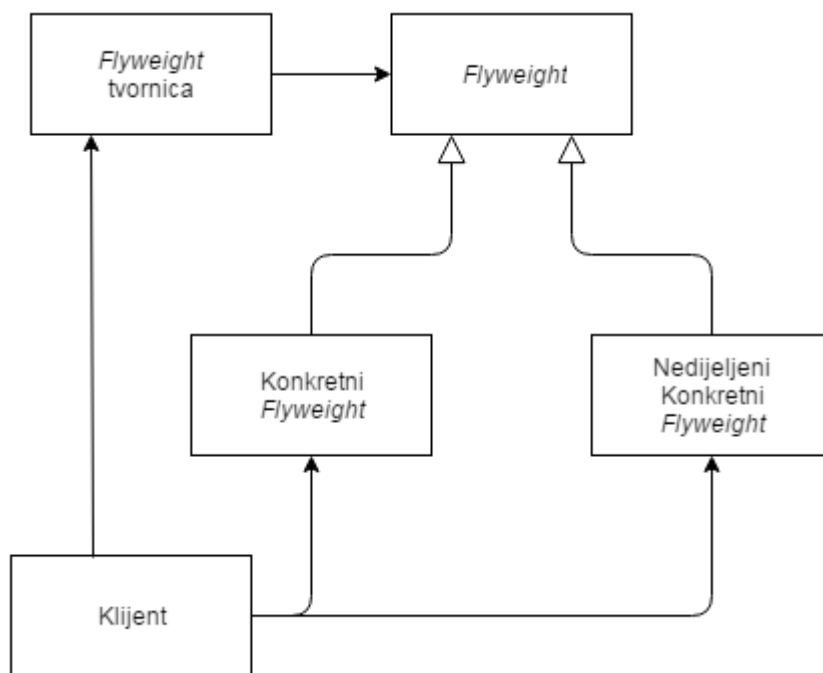 Flyweight
tvornica
Flyweight
Konkretni
Flyweight
Nedijeljeni
Konkretni
Flyweight
Klijent